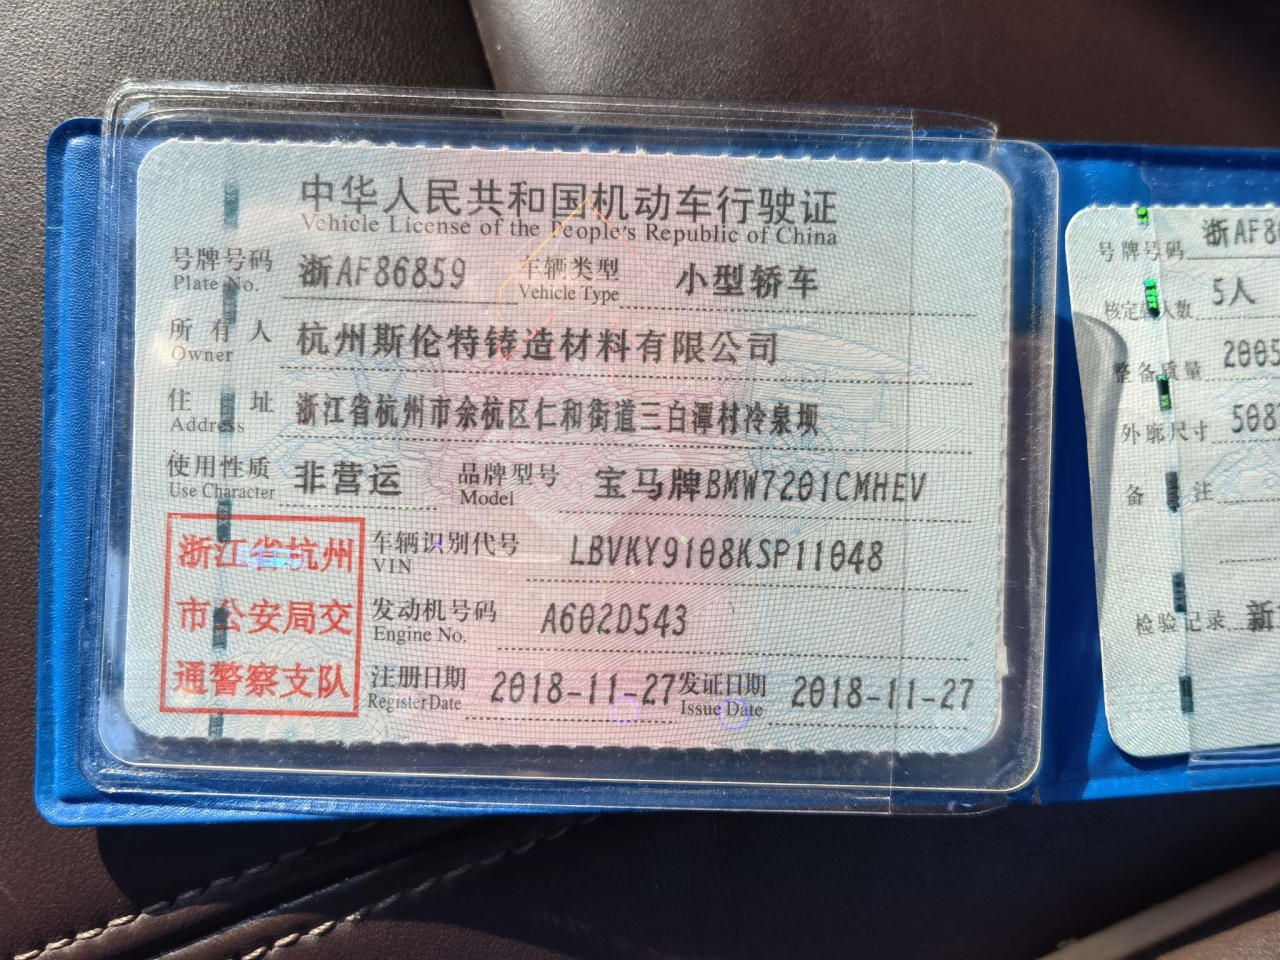 中华人民共和国机动车行驶证
Vehicle License of the People's Republic of China
号牌号码 浙AF86859 车辆类型 小型轿车
Plate No. Vehicle Type
所有人 杭州斯伦特铸造材料有限公司
Owner
住址 浙江省杭州市余杭区仁和街道三白潭村冷泉坝
Address
使用性质 非营运 品牌型号 宝马牌BMW7201CMHEV
Use Character Model
浙江省杭州
市公安局交
通警察支队
车辆识别代号 LBVKY9108KSP11048
VIN
发动机号码 A602D543
Engine No.
注册日期 2018-11-27 发证日期 2018-11-27
Register Date Issue Date
号牌号码 浙AF8
核定载人数 5人
整备质量 2005
外廓尺寸 508
备注
检验记录 新